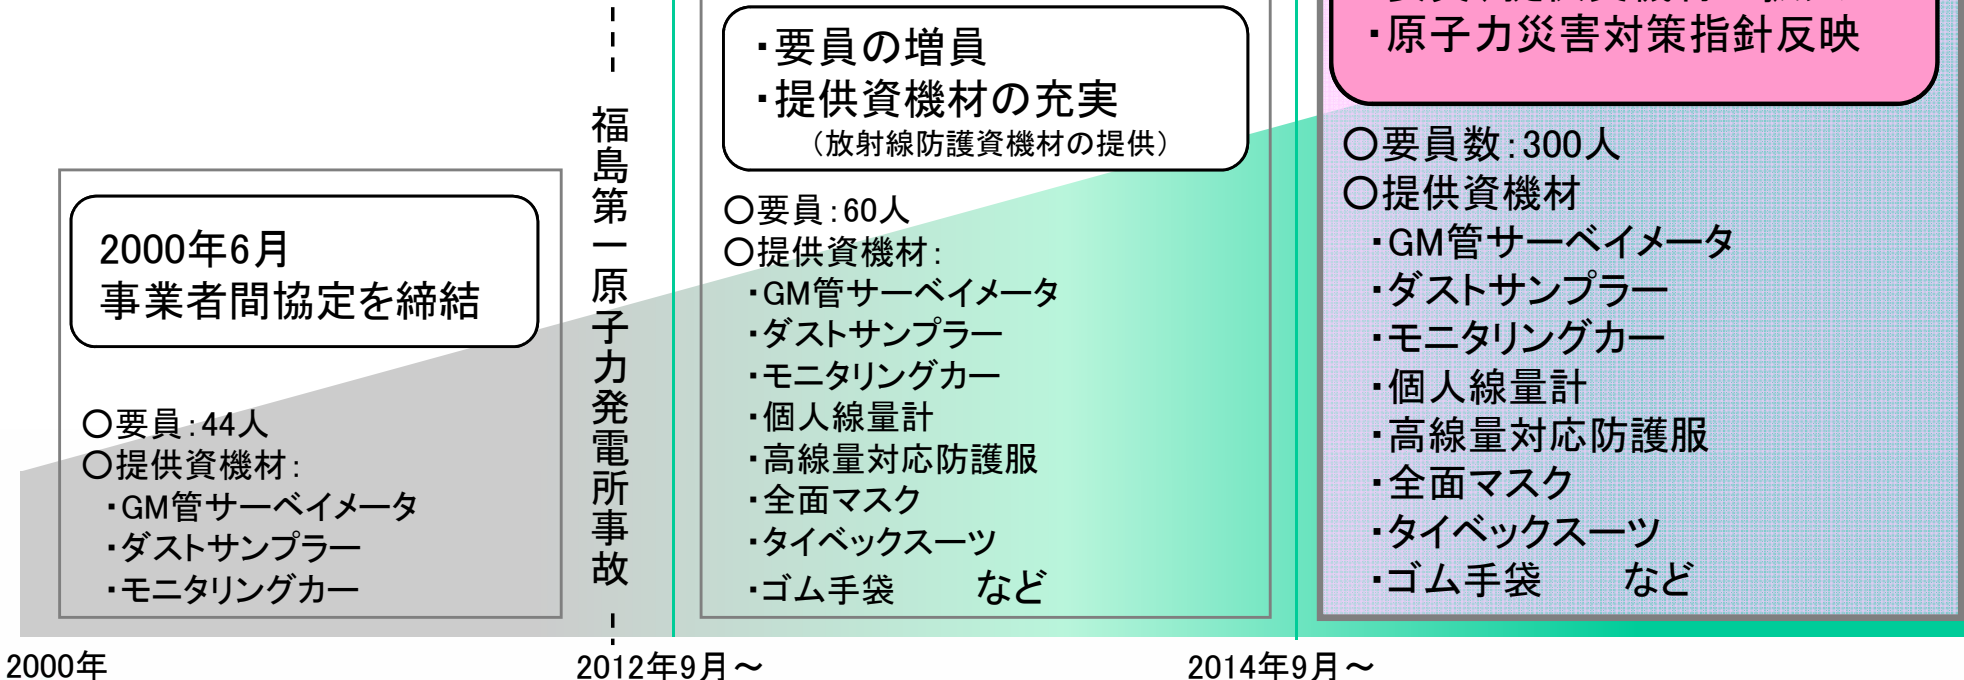 2000年6月
事業者間協定を締結
○要員:44人
○提供資機材:
・GM管サーベイメータ
・ダストサンプラー
・モニタリングカー
福島第一原子力発電所事故
・要員の増員
・提供資機材の充実
(放射線防護資機材の提供)
○要員:60人
○提供資機材:
・GM管サーベイメータ
・ダストサンプラー
・モニタリングカー
・個人線量計
・高線量対応防護服
・全面マスク
・タイベックスーツ
・ゴム手袋　など
・原子力災害対策指針反映
○要員数:300人
○提供資機材
・GM管サーベイメータ
・ダストサンプラー
・モニタリングカー
・個人線量計
・高線量対応防護服
・全面マスク
・タイベックスーツ
・ゴム手袋　など
2000年
2012年9月～
2014年9月～